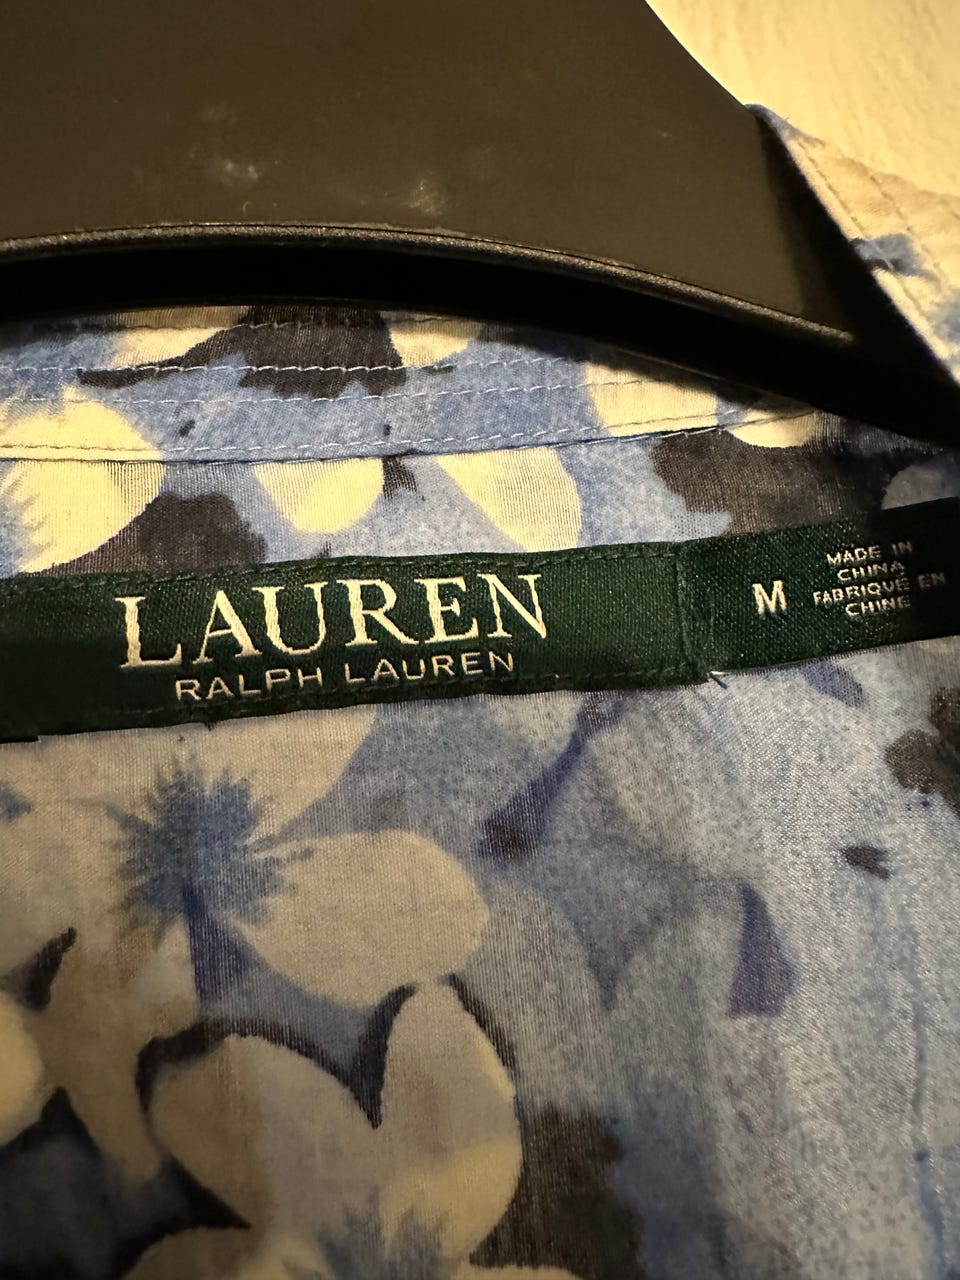 LAUREN
RALPH LAUREN
M
MADE IN
CHINA
FABRIQUÉ EN
CHINE